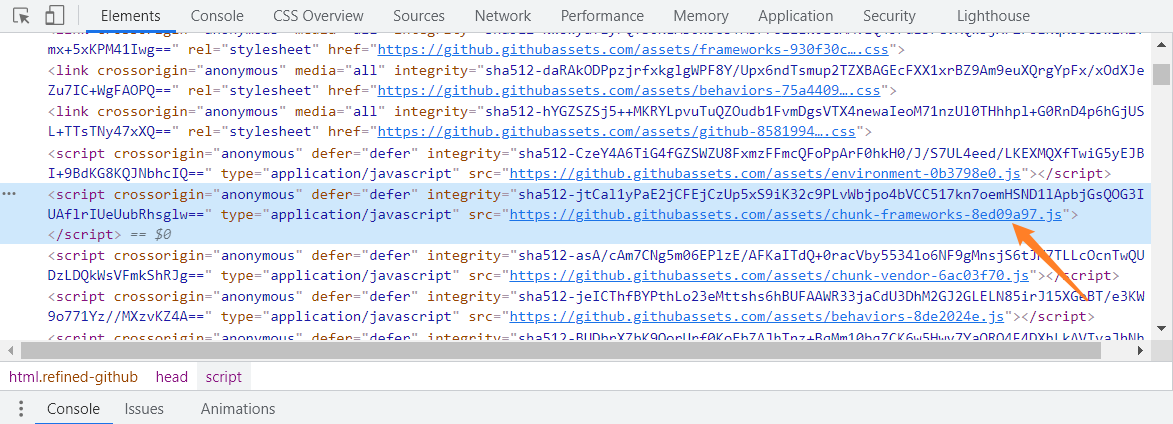 Elements Console CSS Overview Sources Network Performance Memory Application Security Lighthouse
mx+5xKPM41Iwg==" rel="stylesheet" href="https://github.githubassets.com/assets/frameworks-930f30c….css">
<link crossorigin="anonymous" media="all" integrity="sha512-daRAkODPpzjrfxkglgWPF8Y/Upx6ndTsmup2TZXBAGEcFXX1xrBZ9Am9euXQrgYpFx/xOdXJe
Zu7IC+WgFAOPQ==" rel="stylesheet" href="https://github.githubassets.com/assets/behaviors-75a4409….css">
<link crossorigin="anonymous" media="all" integrity="sha512-hYGZSZSj5++MKRYLpvuTuQZOudb1FvmDgsVTX4newaIeoM71nzUl0THhhpl+G0RnD4p6hGjUS
L+TTsTNy47xXQ==" rel="stylesheet" href="https://github.githubassets.com/assets/github-8581994….css">
<script crossorigin="anonymous" defer="defer" integrity="sha512-CzeY4A6TiG4fGZSWZU8FxmzFFmcQFoPpArF0hkH0/J/S7UL4eed/LKEXMQXfTwiG5yEJB
I+9BdKG8KQJNbhcIQ==" type="application/javascript" src="https://github.githubassets.com/assets/environment-0b3798e0.js"></script>
<script crossorigin="anonymous" defer="defer" integrity="sha512-jtCal1yPaE2jCFEjCzUp5xS9iK32c9PLvWbjpo4bVCC517kn7oemHSND1lApbjGsQOG3I
UAflrIUeUubRhsglw==" type="application/javascript" src="https://github.githubassets.com/assets/chunk-frameworks-8ed09a97.js">
</script> == $0
<script crossorigin="anonymous" defer="defer" integrity="sha512-asA/cAm7CNg5m06EPlzE/AFKaITdQ+0racVby5534lo6NF9gMnsjS6tJ
DzLDQkWsVFmkShRJg==" type="application/javascript" src="https://github.githubassets.com/assets/chunk-vendor-6ac03f70.js"></script>
<script crossorigin="anonymous" defer="defer" integrity="sha512-jeICThfBYPthLo23eMttshs6hBUFAAWR33jaCdU3DhM2GJ2GLELN85irJ15XGeBT/e3KW
9o771Yz//MXzvKZ4A==" type="application/javascript" src="https://github.githubassets.com/assets/behaviors-8de2024e.js"></script>
<script crossorigin="anonymous" defer="defer"
html.refined-github head script
Console Issues Animations